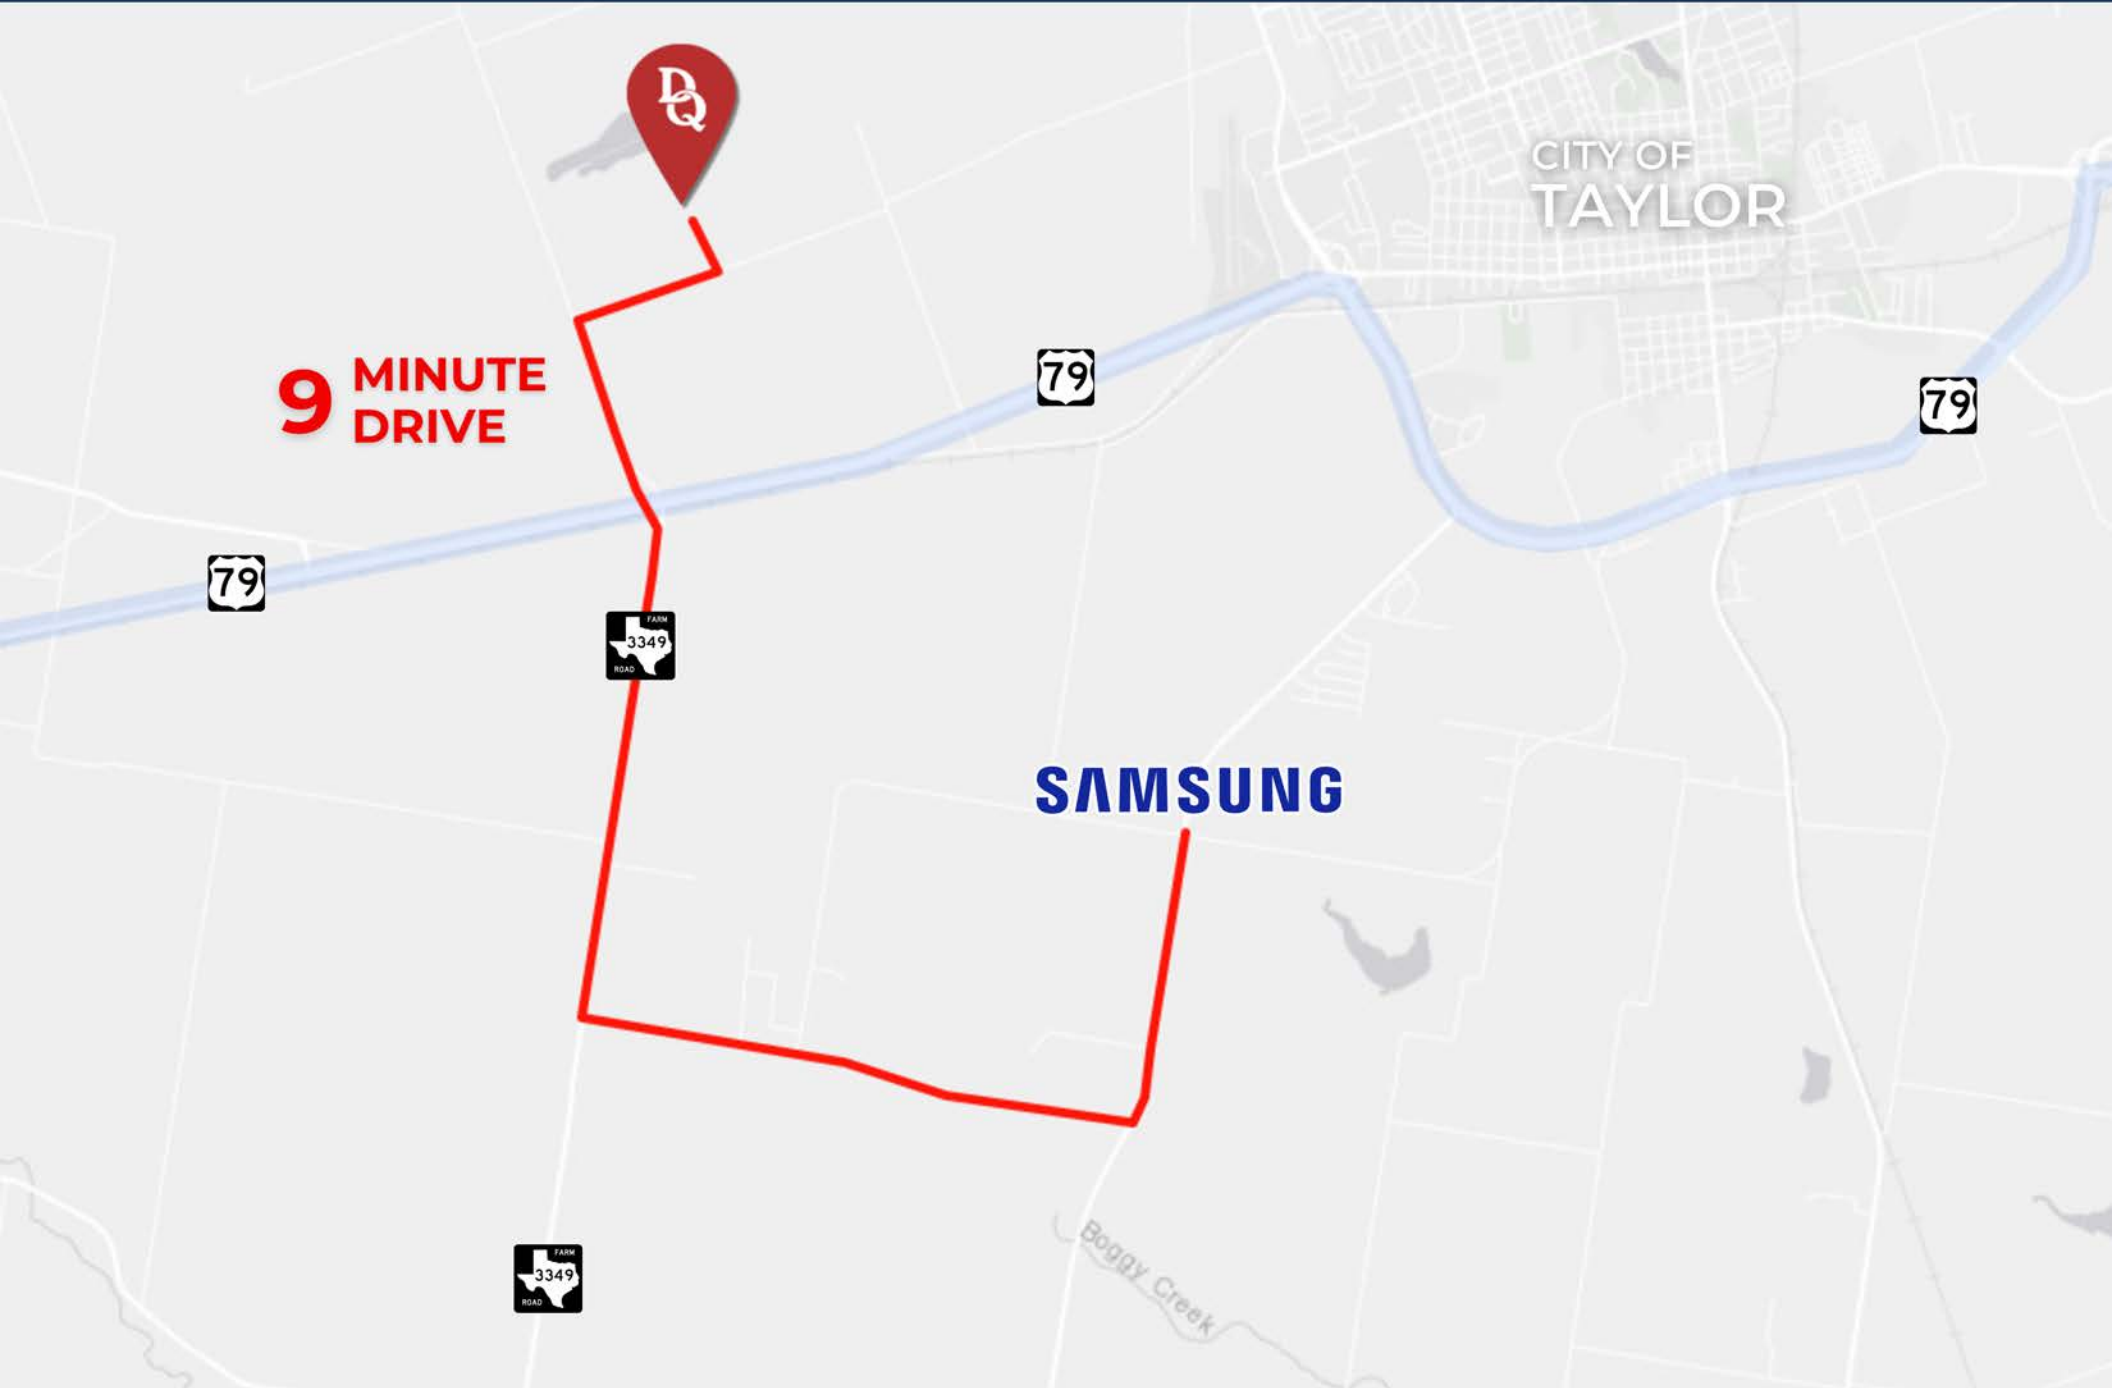 DQ
CITY OF
TAYLOR
9 MINUTE
DRIVE
79
79
79
FARM
3349
ROAD
SAMSUNG
Boggy Creek
FARM
3349
ROAD